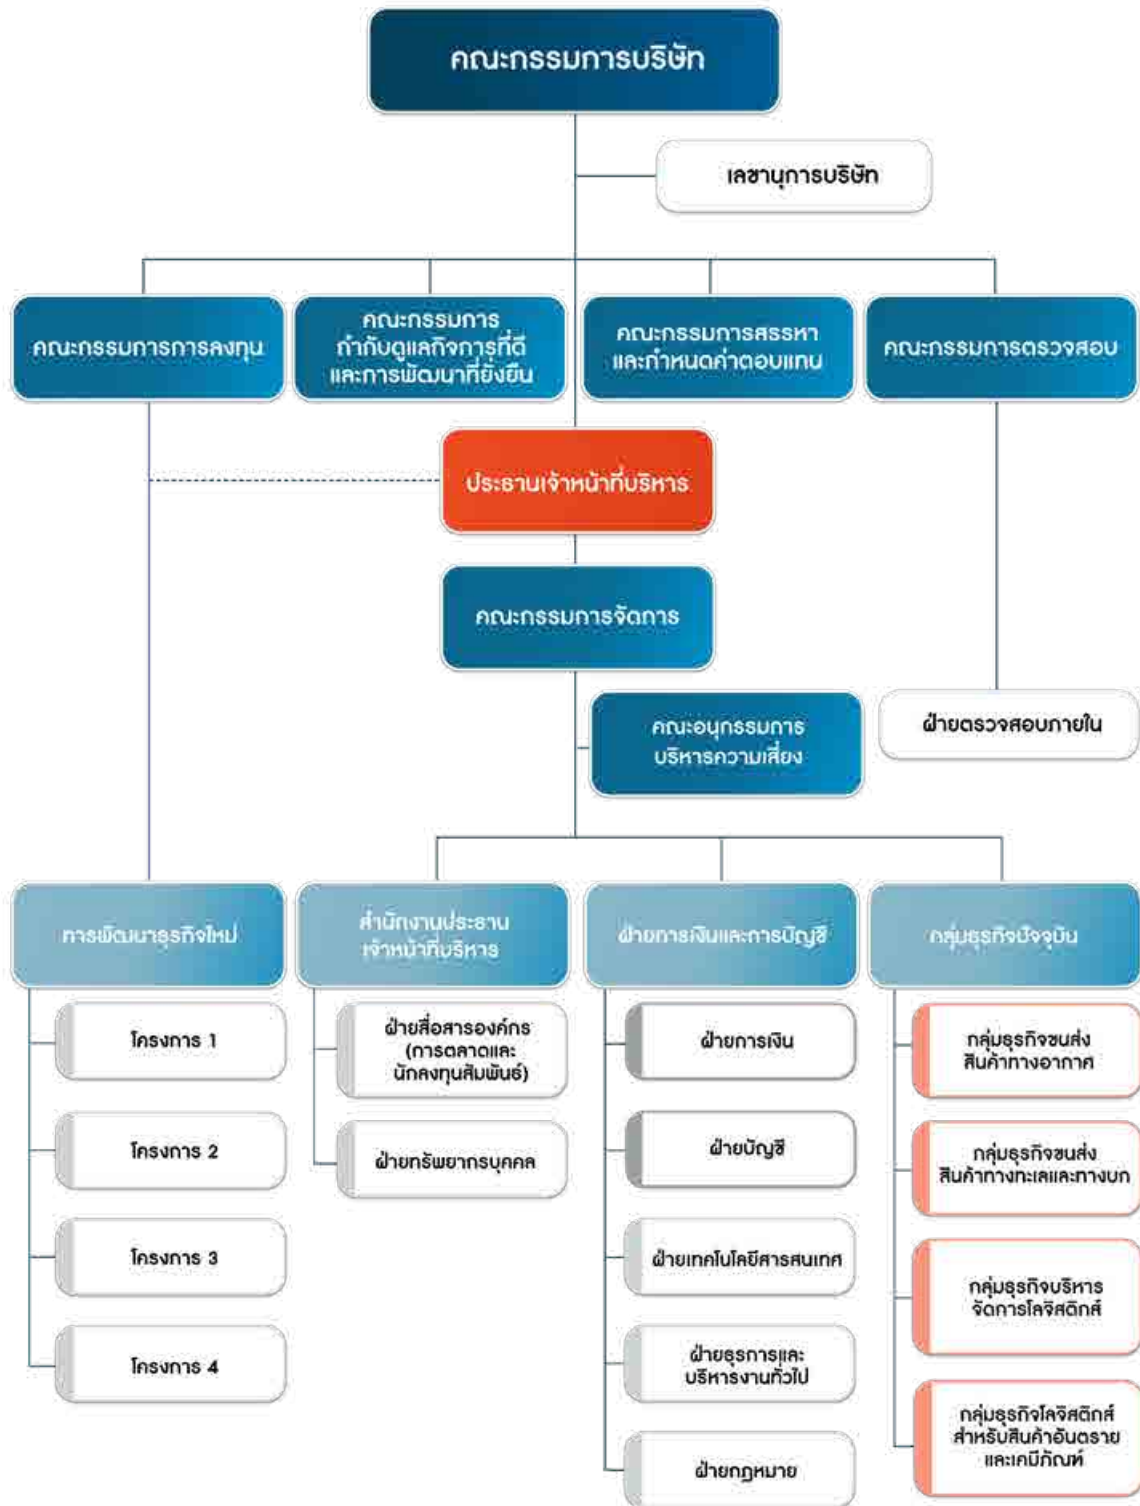 คณะกรรมการบริษัท
เลขานุการบริษัท
คณะกรรมการการลงทุน
คณะกรรมการ
กำกับดูแลกิจการที่ดี
และการพัฒนาที่ยั่งยืน
คณะกรรมการสรรหา
และกำหนดค่าตอบแทน
คณะกรรมการตรวจสอบ
ประธานเจ้าหน้าที่บริหาร
คณะกรรมการจัดการ
คณะอนุกรรมการ
บริหารความเสี่ยง
ฝ่ายตรวจสอบภายใน
การพัฒนาธุรกิจใหม่
โครงการ 1
โครงการ 2
โครงการ 3
โครงการ 4
สำนักงานประธาน
เจ้าหน้าที่บริหาร
ฝ่ายสื่อสารองค์กร
(การตลาดและ
นักลงทุนสัมพันธ์)
ฝ่ายทรัพยากรบุคคล
ฝ่ายการเงินและการบัญชี
ฝ่ายการเงิน
ฝ่ายบัญชี
ฝ่ายเทคโนโลยีสารสนเทศ
ฝ่ายธุรการและ
บริหารงานทั่วไป
ฝ่ายกฎหมาย
กลุ่มธุรกิจปัจจุบัน
กลุ่มธุรกิจขนส่ง
สินค้าทางอากาศ
กลุ่มธุรกิจขนส่ง
สินค้าทางทะเลและทางบก
กลุ่มธุรกิจบริหาร
จัดการโลจิสติกส์
กลุ่มธุรกิจโลจิสติกส์
สำหรับสินค้าอันตราย
และเคมีภัณฑ์